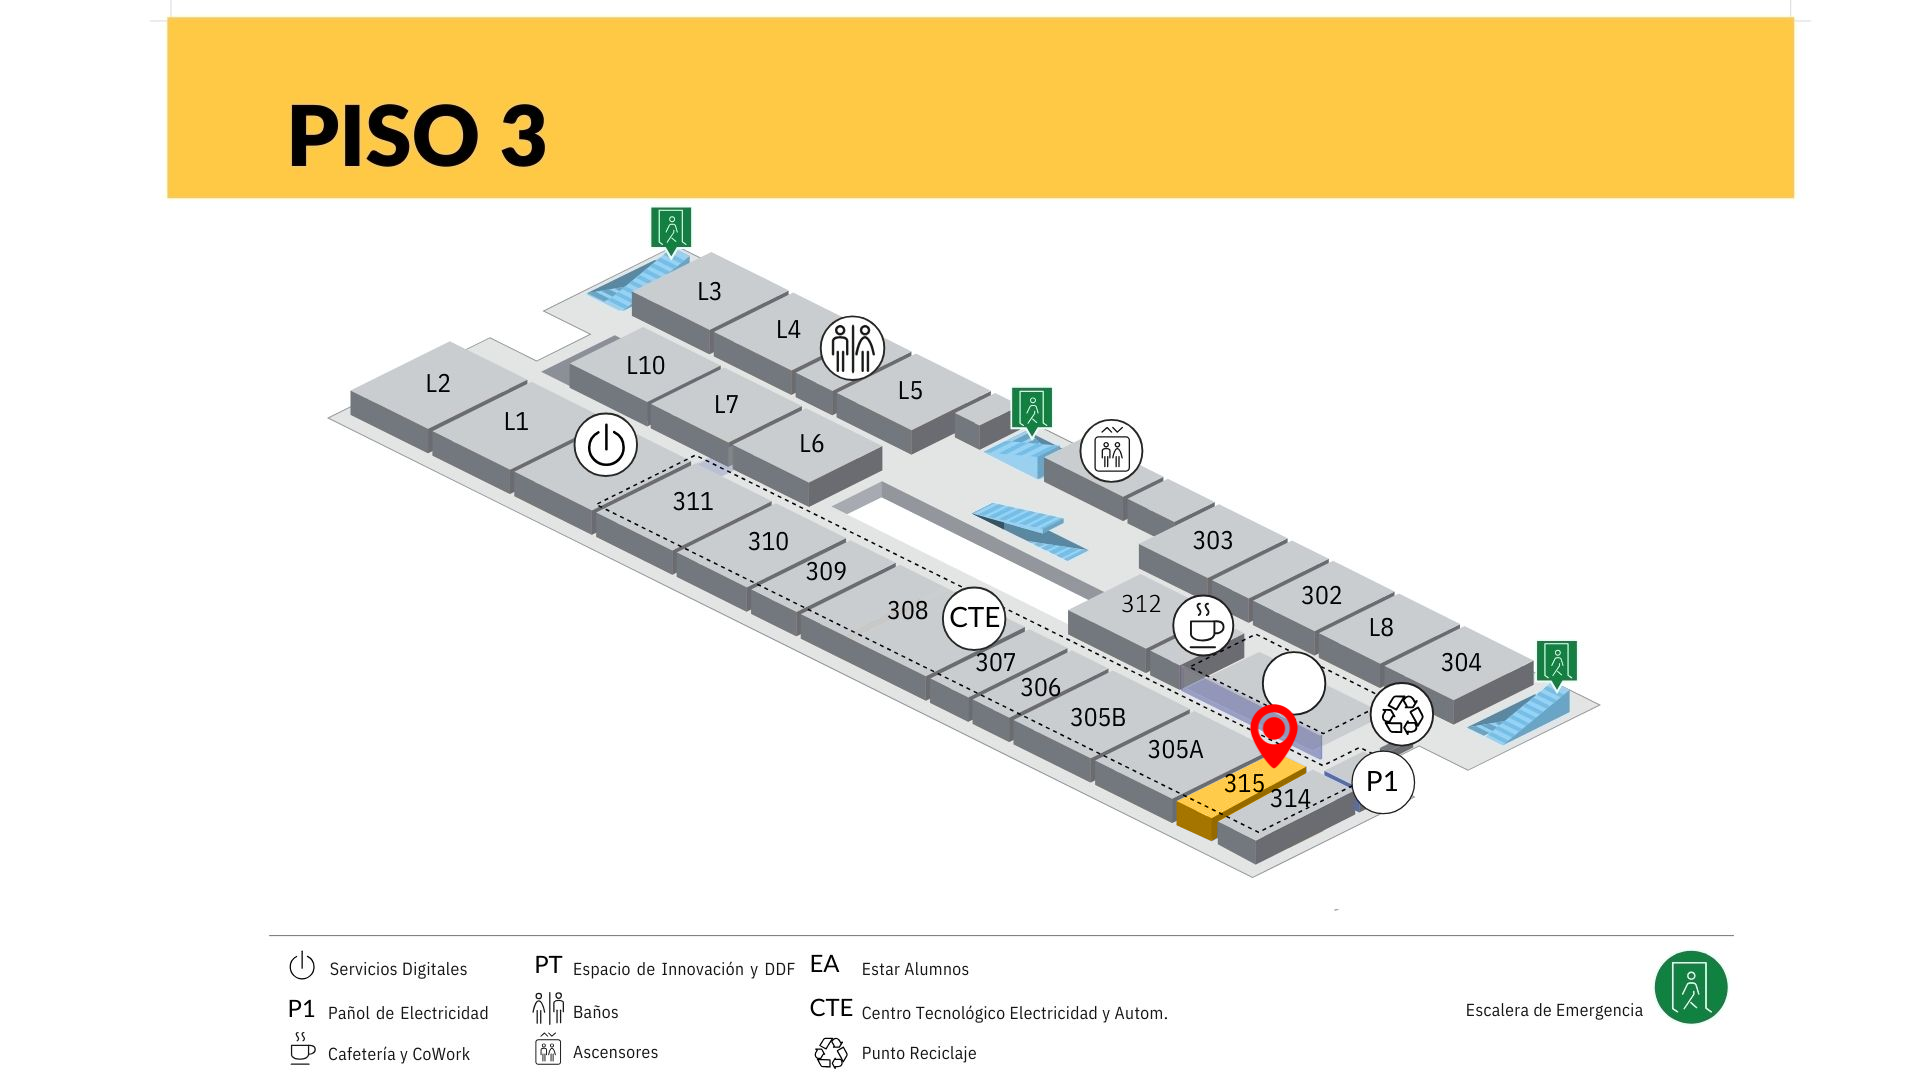 PISO 3
L3
L4
L10
L2
L5
L7
L1
L6
311
310
303
309
302
312
308
CTE
L8
307
304
306
305B
305A
315
314
P1
Servicios Digitales
PT Espacio de Innovación y DDF
EA Estar Alumnos
P1 Pañol de Electricidad
Baños
CTE Centro Tecnológico Electricidad y Autom.
Escalera de Emergencia
Cafetería y CoWork
Ascensores
Punto Reciclaje